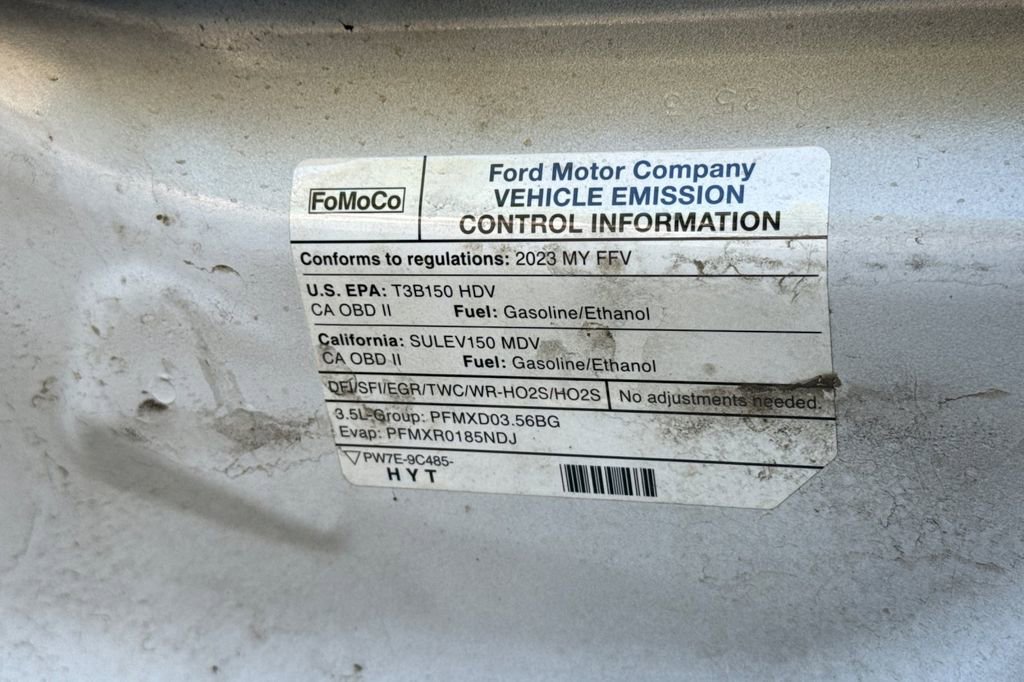 FoMoCo
Ford Motor Company
VEHICLE EMISSION
CONTROL INFORMATION
Conforms to regulations: 2023 MY FFV
U.S. EPA: T3B150 HDV
CA OBD II Fuel: Gasoline/Ethanol
California: SULEV150 MDV
CA OBD II Fuel: Gasoline/Ethanol
DFI/SFI/EGR/TWC/WR-HO2S/HO2S No adjustments needed.
3.5L-Group: PFMXD03.56BG
Evap: PFMXR0185NDJ
PW7E-9C485-
HYT